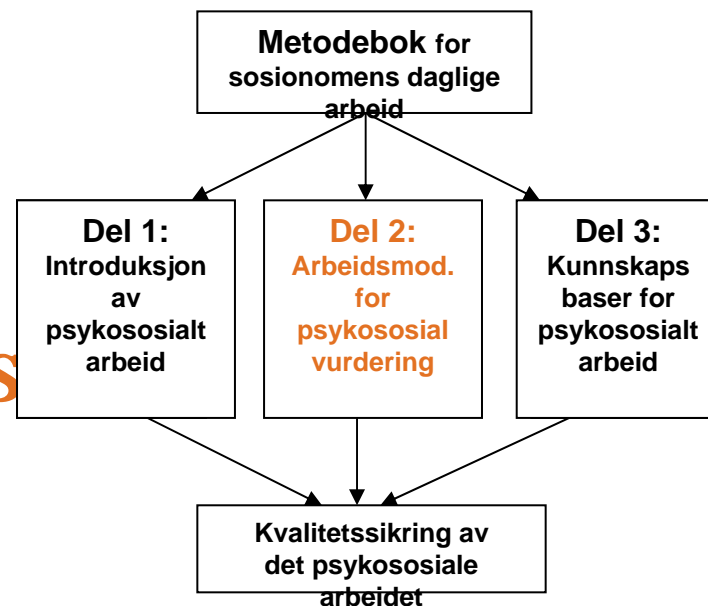 Metodebok for
sosionomens daglige
arbeid
Del 1:
Introduksjon
av
psykososialt
arbeid
Del 2:
Arbeidsmod.
for
psykososial
vurdering
Del 3:
Kunnskaps
baser for
psykososialt
arbeid
s
Kvalitetssikring av
det psykososiale
arbeidet